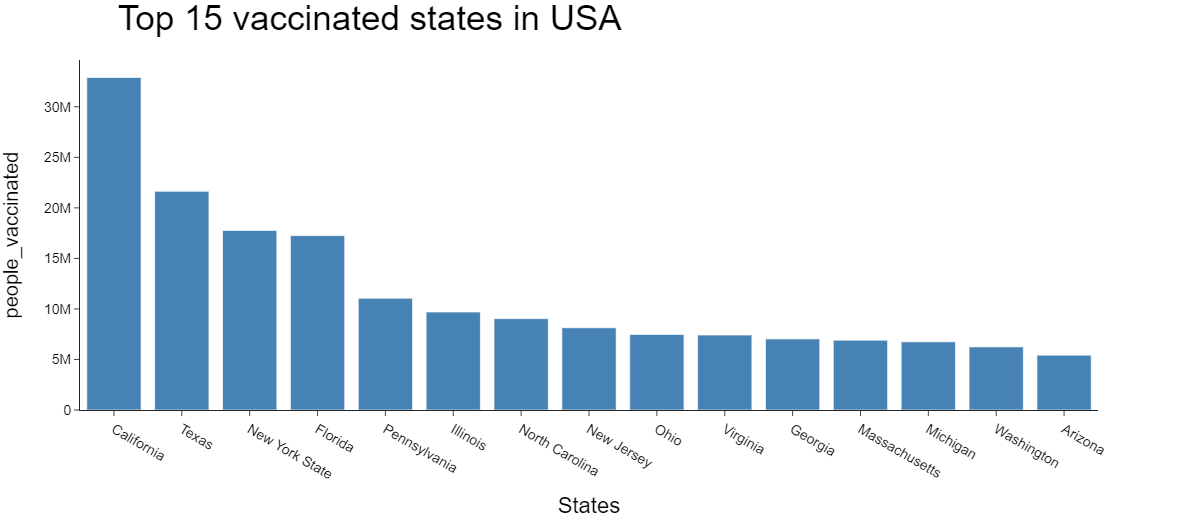 Top 15 vaccinated states in USA
people_vaccinated
30M
25M
20M
15M
10M
5M
0
California
Texas
New York State
Florida
Pennsylvania
Illinois
North Carolina
New Jersey
Ohio
Virginia
Georgia
Massachusetts
Michigan
Washington
Arizona
States